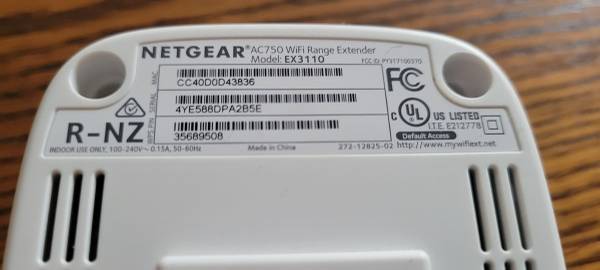 NETGEAR® AC750 WiFi Range Extender
Model: EX3110
FCC ID: PY317100370
MAC
CC40D0D43836
FC
SERIAL
4YE588DPA2B5E
C UL® US LISTED
I.T.E. E212778
R-NZ
WPS PIN
35689508
Default Access
INDOOR USE ONLY, 100-240V~ 0.15A, 50-60Hz
Made in China
272-12825-02
http://www.mywifiext.net